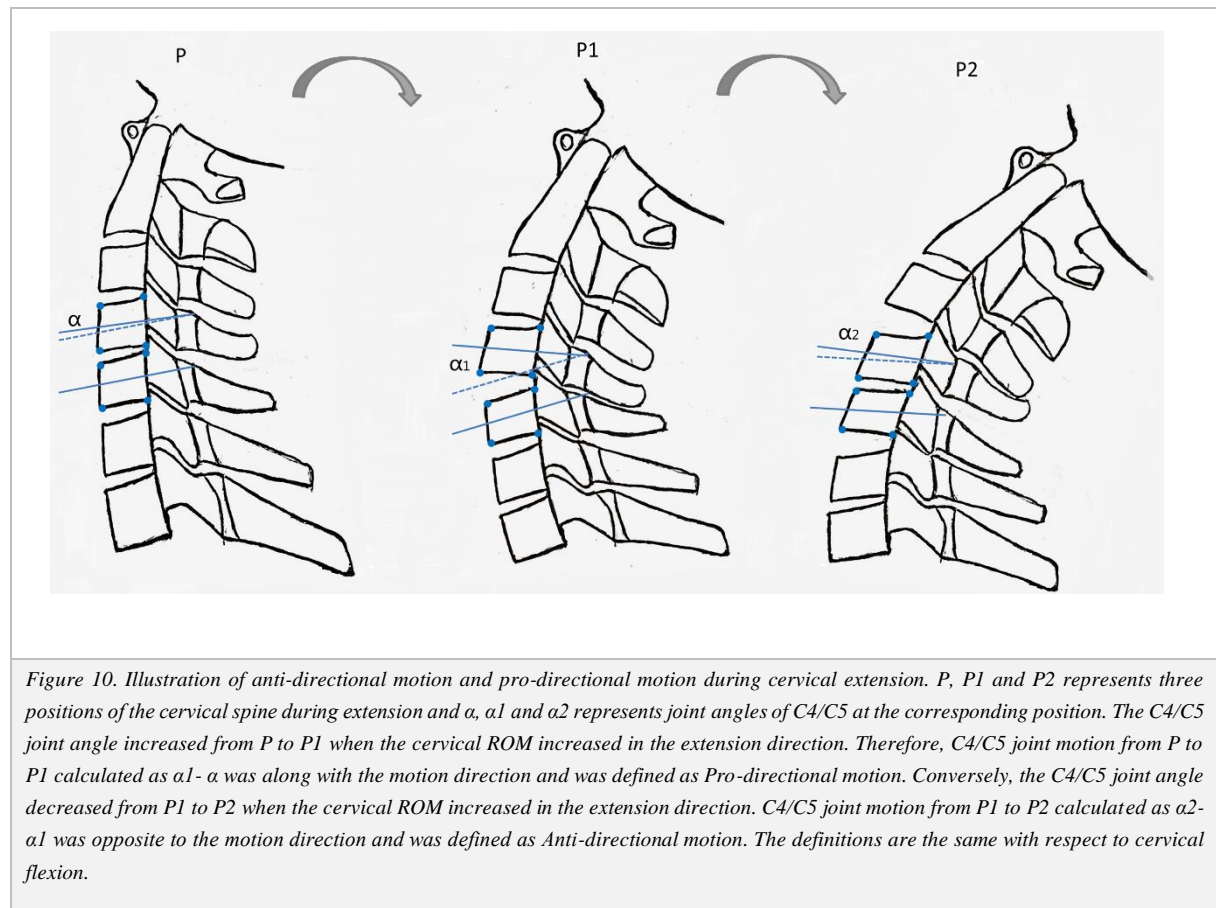 P
P1
P2
α
α1
α2
Figure 10. Illustration of anti-directional motion and pro-directional motion during cervical extension. P, P1 and P2 represents three
positions of the cervical spine during extension and α, α1 and α2 represents joint angles of C4/C5 at the corresponding position. The C4/C5
joint angle increased from P to P1 when the cervical ROM increased in the extension direction. Therefore, C4/C5 joint motion from P to
P1 calculated as α1- α was along with the motion direction and was defined as Pro-directional motion. Conversely, the C4/C5 joint angle
decreased from P1 to P2 when the cervical ROM increased in the extension direction. C4/C5 joint motion from P1 to P2 calculated as α2-
α1 was opposite to the motion direction and was defined as Anti-directional motion. The definitions are the same with respect to cervical
flexion.